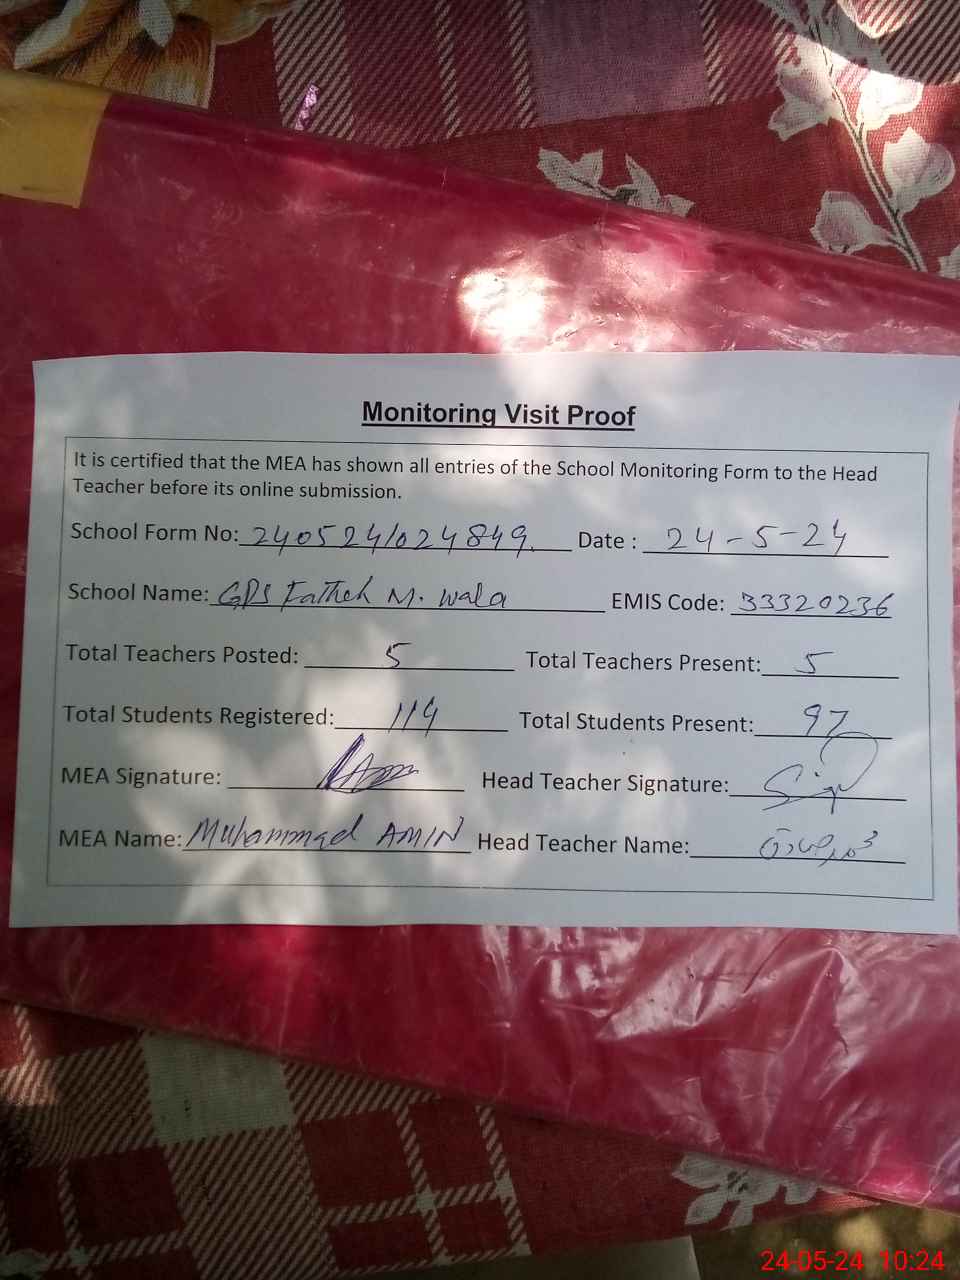 Monitoring Visit Proof
It is certified that the MEA has shown all entries of the School Monitoring Form to the Head
Teacher before its online submission.
School Form No: 240524/024849. Date : 24-5-24
School Name: GPS Fatheh M. wala EMIS Code: 33320236
Total Teachers Posted: 5 Total Teachers Present: 5
Total Students Registered: 114 Total Students Present: 97
MEA Signature: Head Teacher Signature:
MEA Name: Muhammad AMIN Head Teacher Name:
24-05-24 10:24